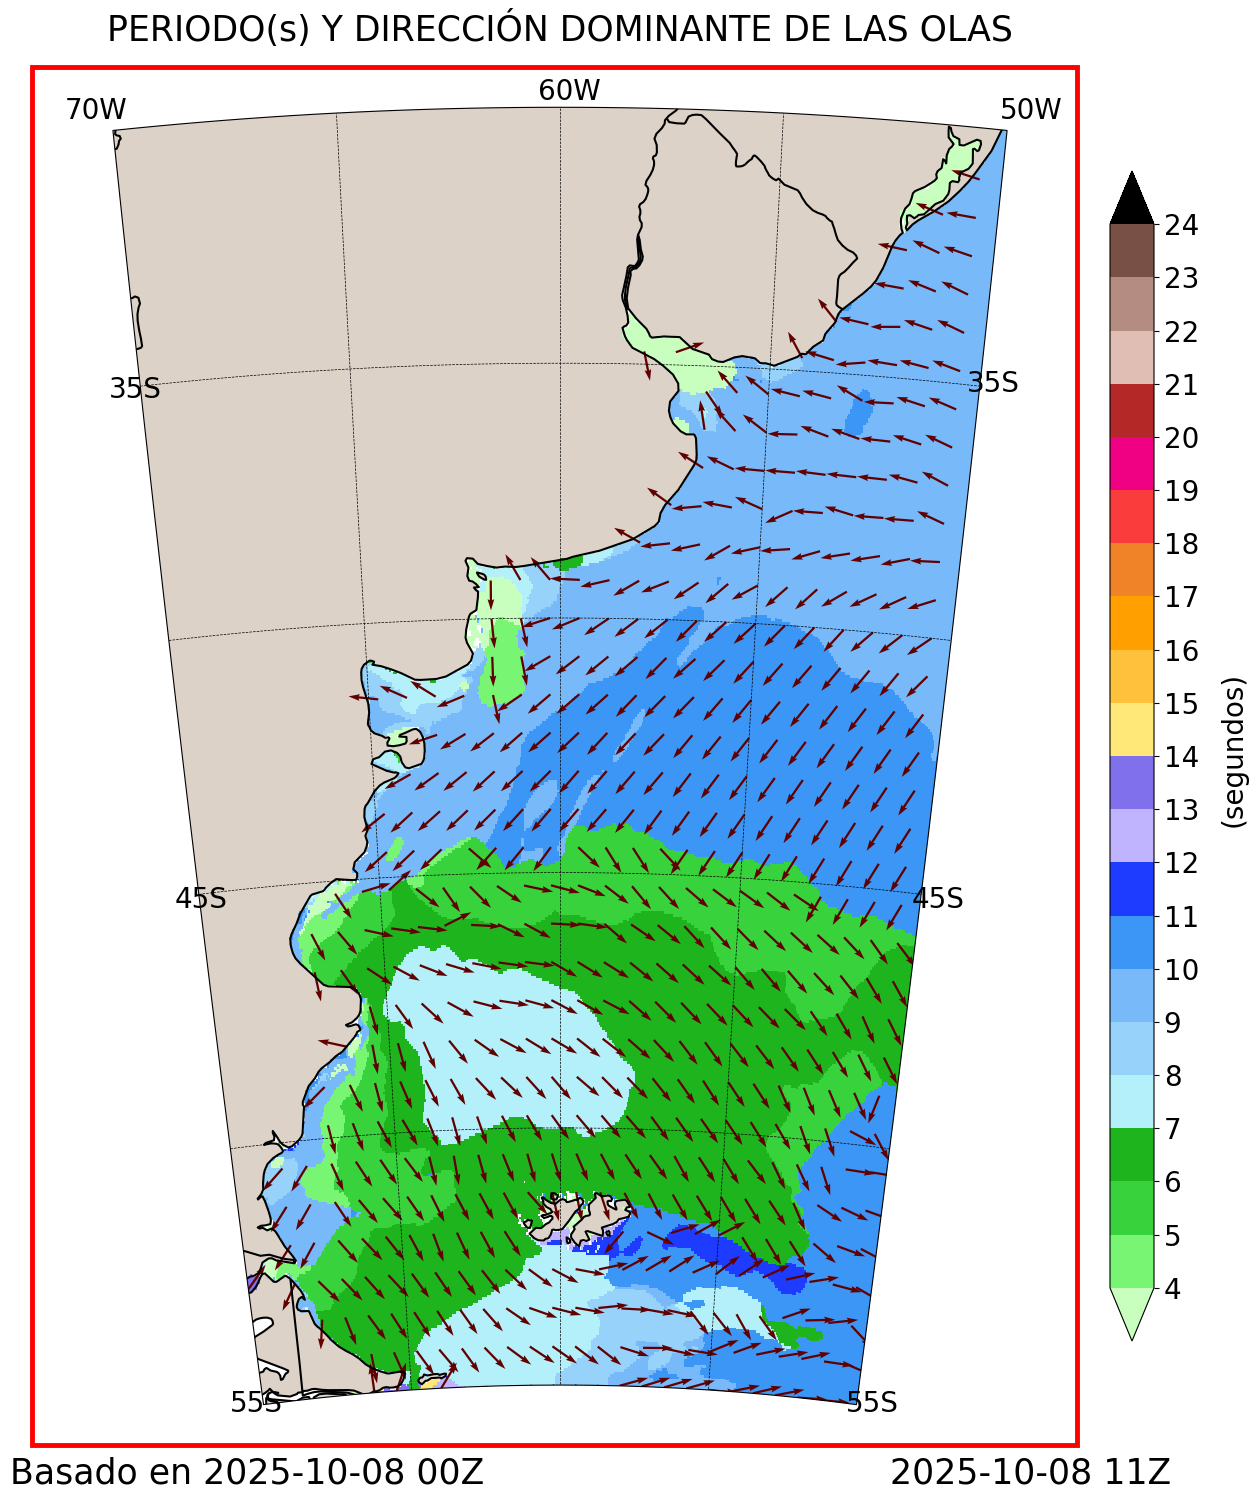 PERIODO(s) Y DIRECCIÓN DOMINANTE DE LAS OLAS
70W
60W
50W
35S
35S
45S
45S
55S
55S
24
23
22
21
20
19
18
17
16
15
14
13
12
11
10
9
8
7
6
5
4
(segundos)
Basado en 2025-10-08 00Z
2025-10-08 11Z